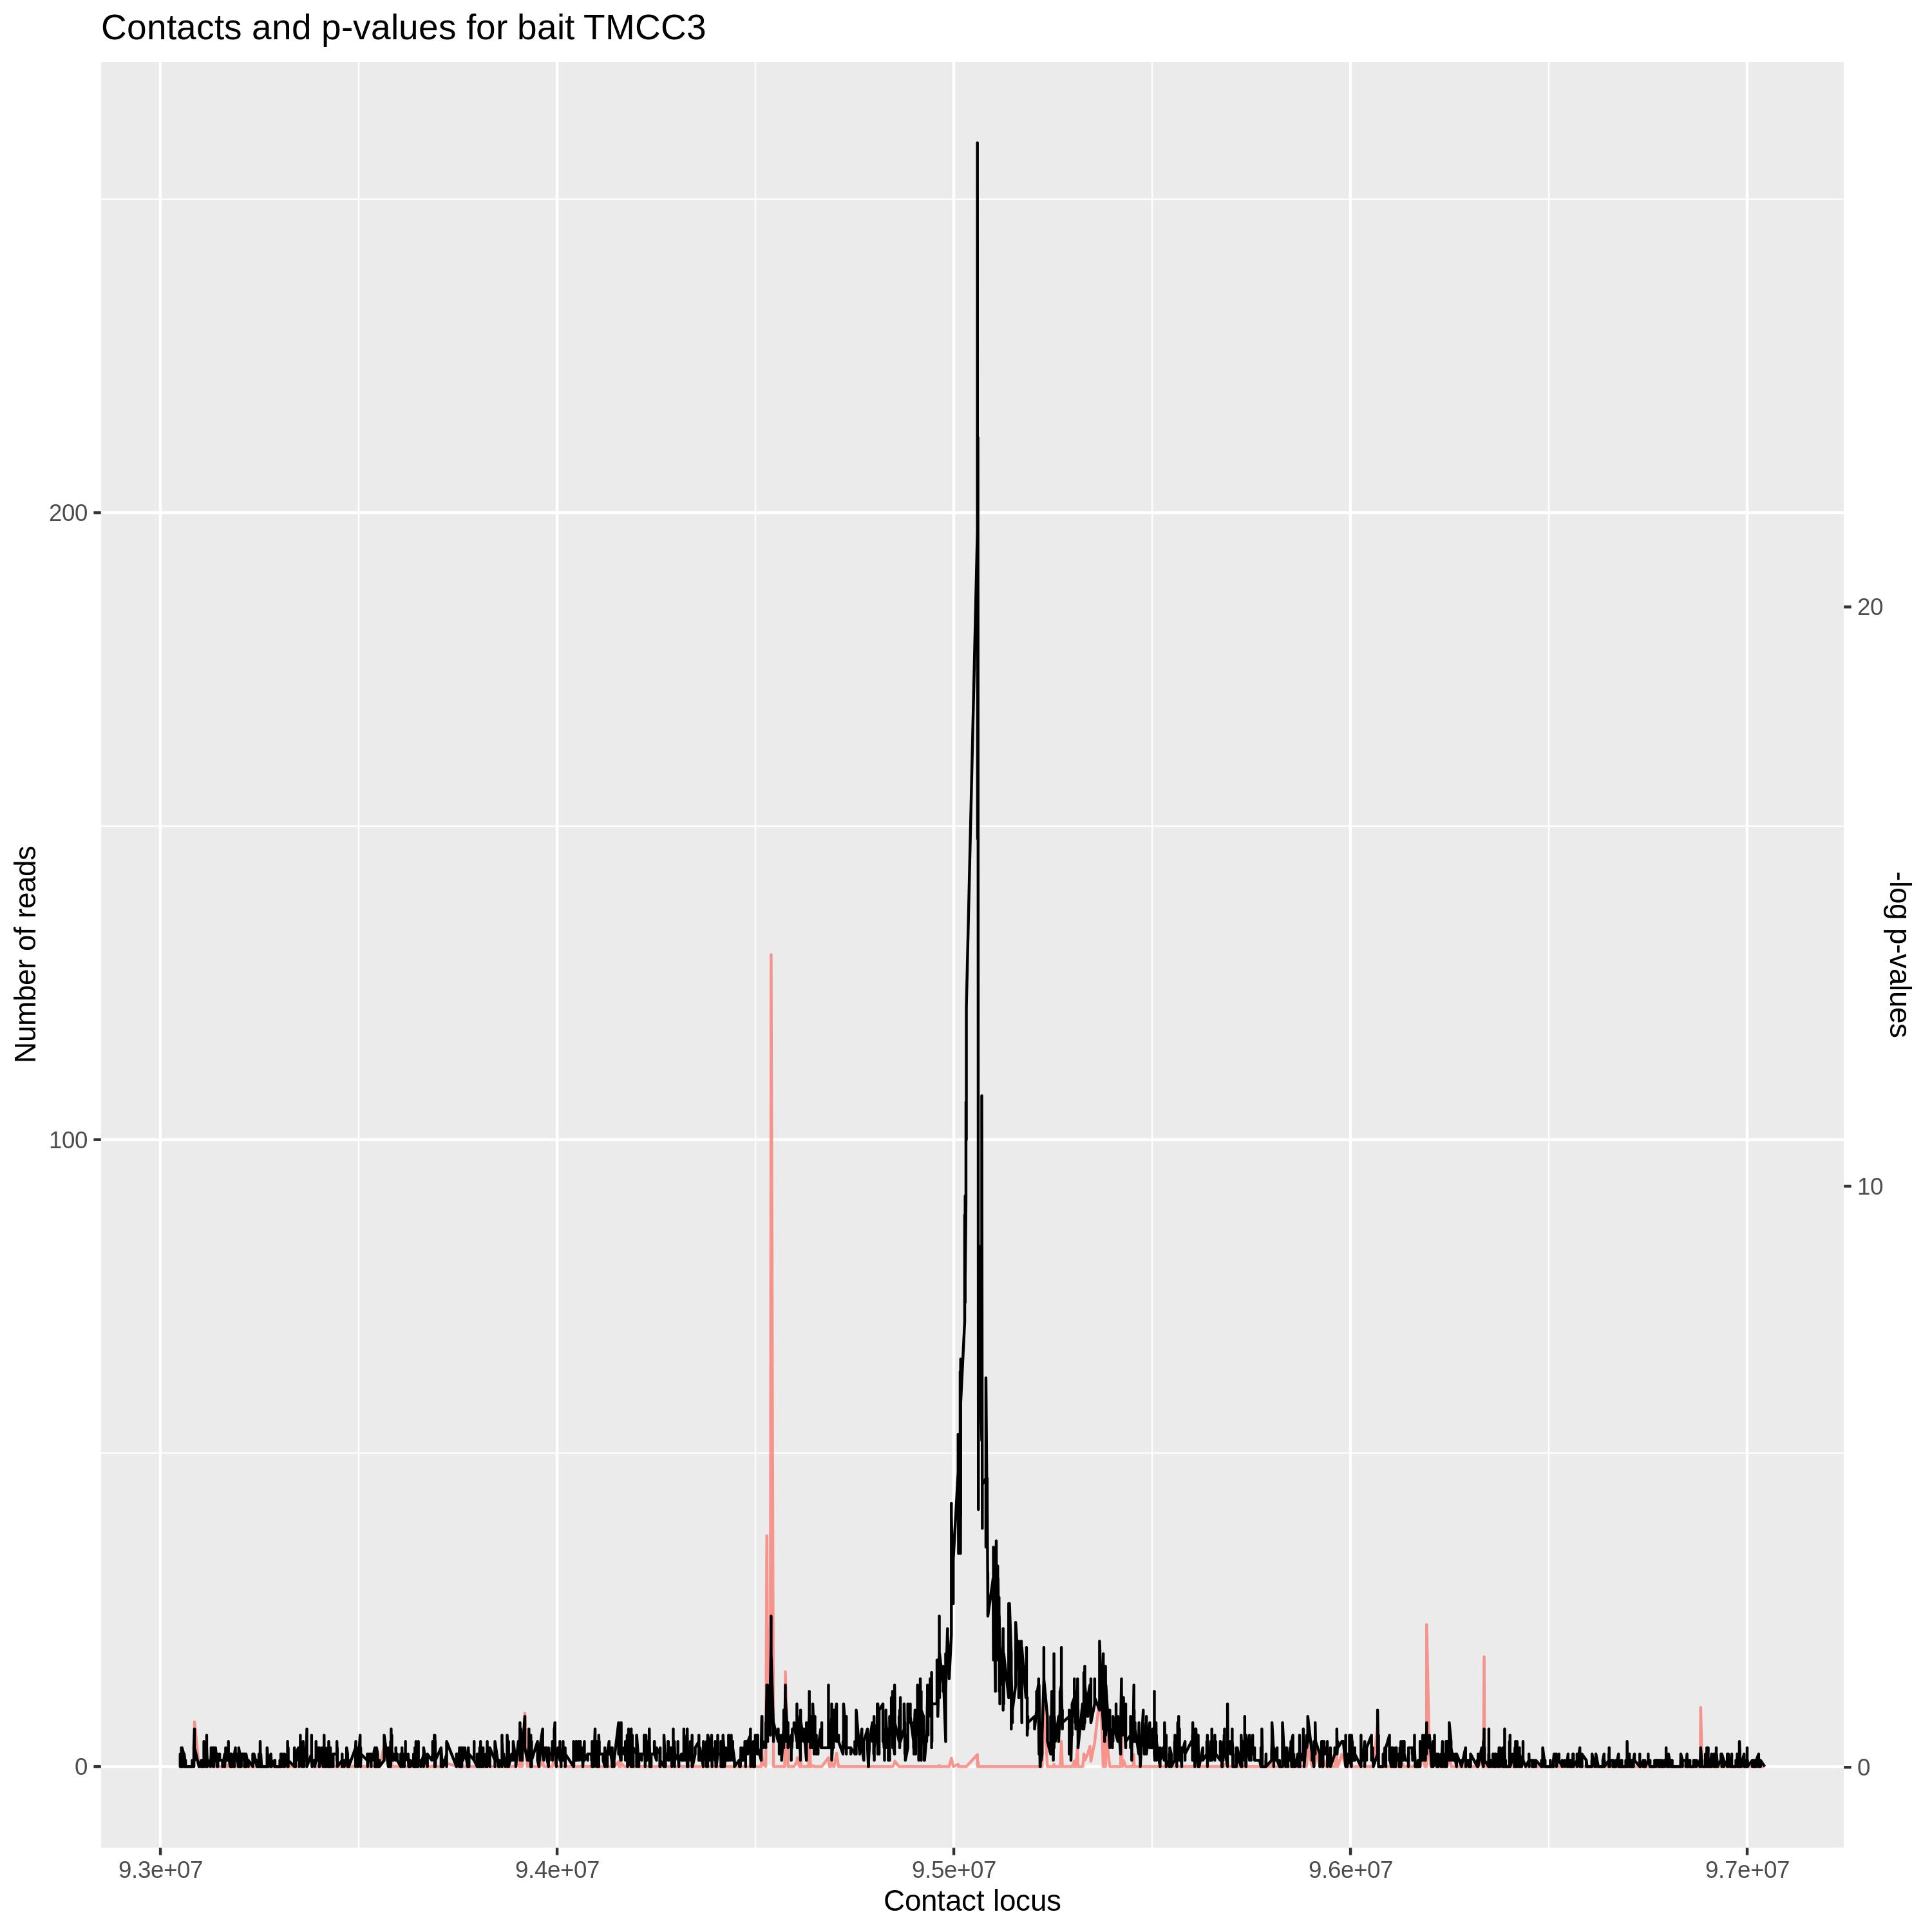 Contacts and p-values for bait TMCC3
Number of reads
200
100
0
20
10
0
-log p-values
9.3e+07
9.4e+07
9.5e+07
9.6e+07
9.7e+07
Contact locus